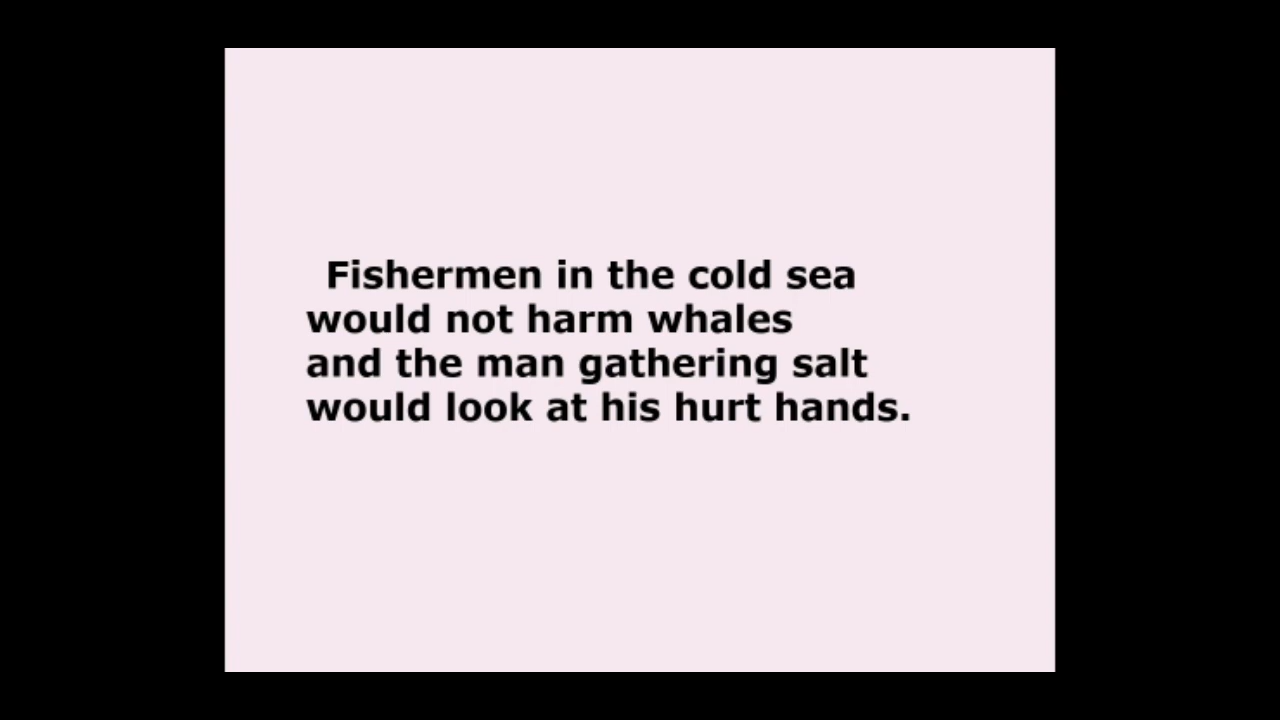 Fishermen in the cold sea
would not harm whales
and the man gathering salt
would look at his hurt hands.